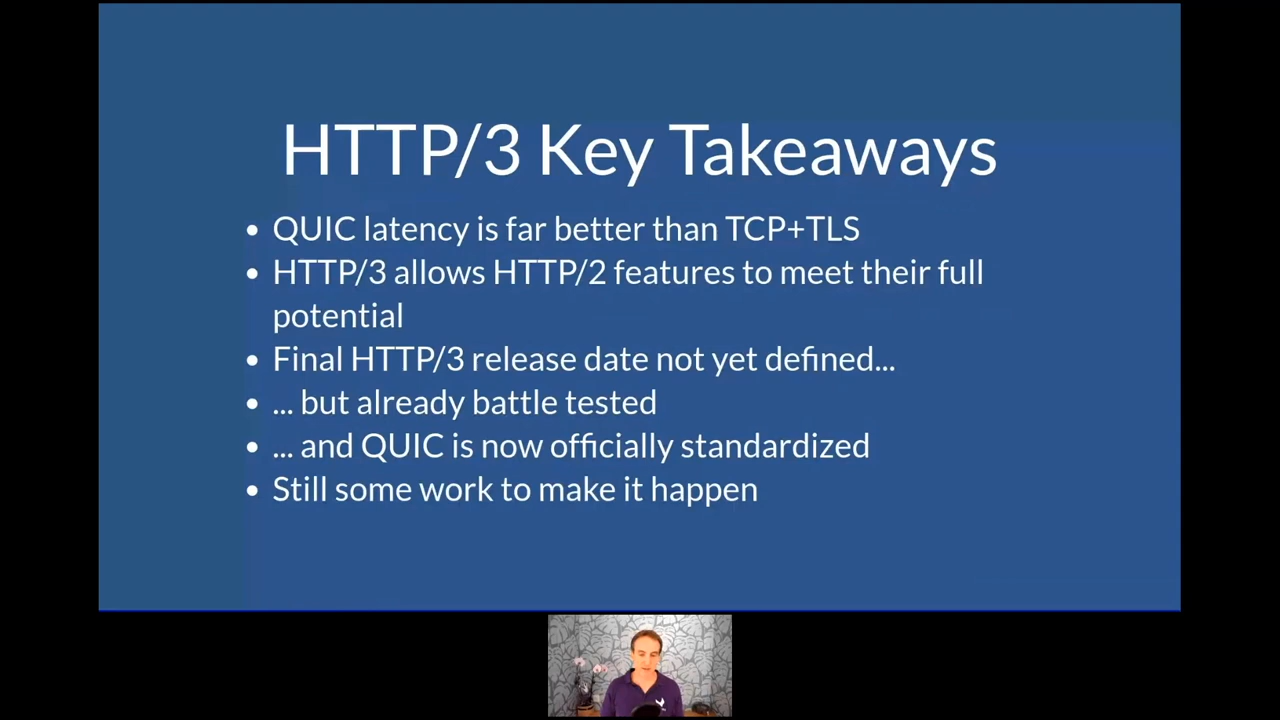 HTTP/3 Key Takeaways
• QUIC latency is far better than TCP+TLS
• HTTP/3 allows HTTP/2 features to meet their full
potential
• Final HTTP/3 release date not yet defined...
• ... but already battle tested
• ... and QUIC is now officially standardized
• Still some work to make it happen